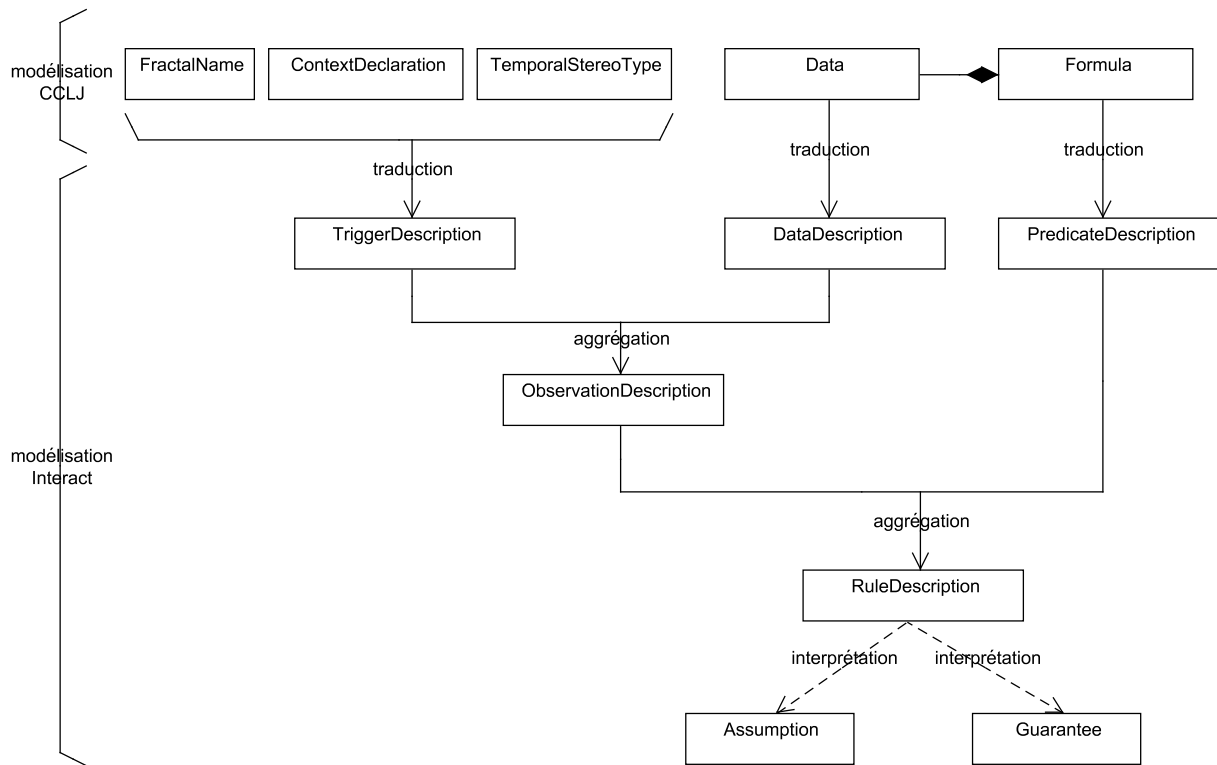 FractalName
ContextDeclaration
TemporalStereoType
Data
Formula
modélisation
CCLJ
traduction
traduction
traduction
TriggerDescription
DataDescription
PredicateDescription
aggrégation
ObservationDescription
modélisation
Interact
aggrégation
RuleDescription
interprétation
interprétation
Assumption
Guarantee